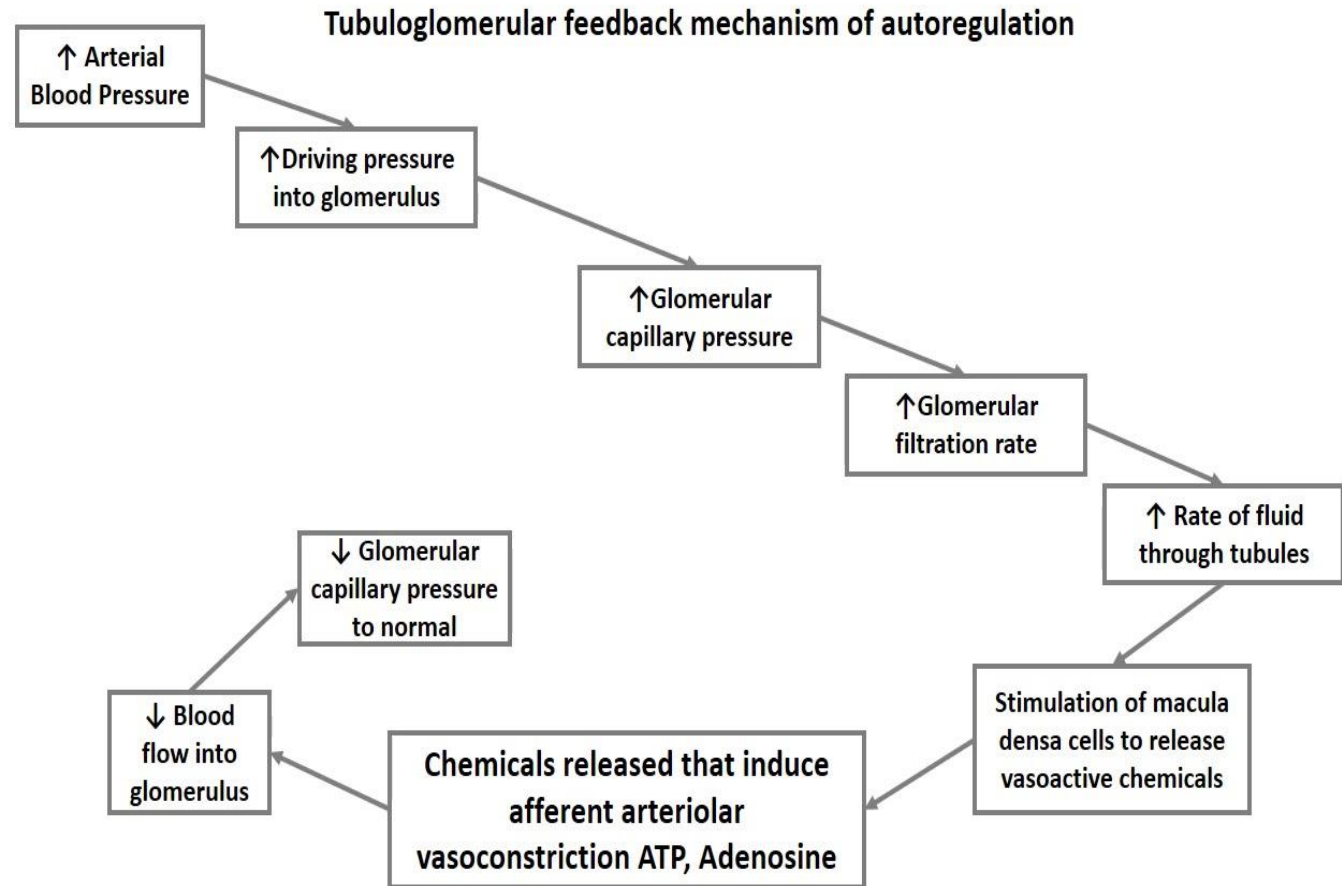 Tubuloglomerular feedback mechanism of autoregulation
↑ Arterial
Blood Pressure
↑Driving pressure
into glomerulus
↑Glomerular
capillary pressure
↑Glomerular
filtration rate
↑ Rate of fluid
through tubules
Stimulation of macula
densa cells to release
vasoactive chemicals
Chemicals released that induce
afferent arteriolar
vasoconstriction ATP, Adenosine
↓ Blood
flow into
glomerulus
↓ Glomerular
capillary pressure
to normal